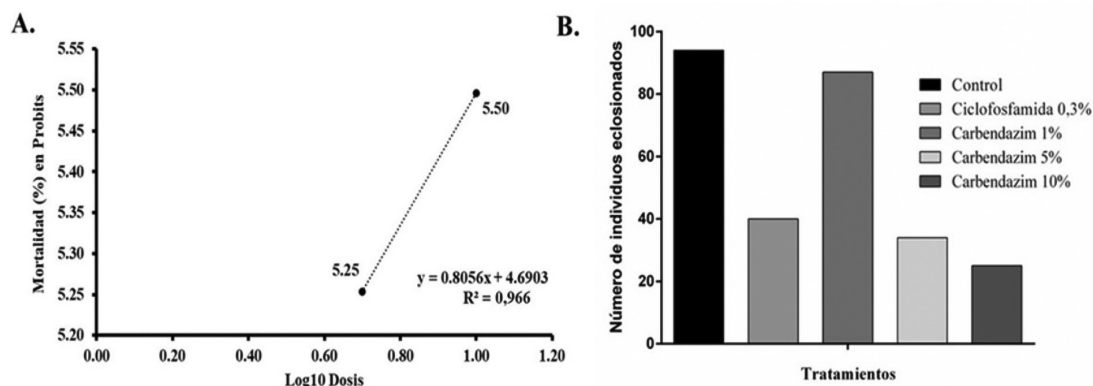 A.
Mortalidad (%) en Probits
5.55
5.50
5.45
5.40
5.35
5.30
5.25
5.20
0.00 0.20 0.40 0.60 0.80 1.00 1.20
Log10 Dosis
5.25
5.50
y = 0.8056x + 4.6903
R² = 0,966
B.
Número de individuos eclosionados
100
80
60
40
20
0
Tratamientos
Control
Ciclofosfamida 0,3%
Carbendazim 1%
Carbendazim 5%
Carbendazim 10%